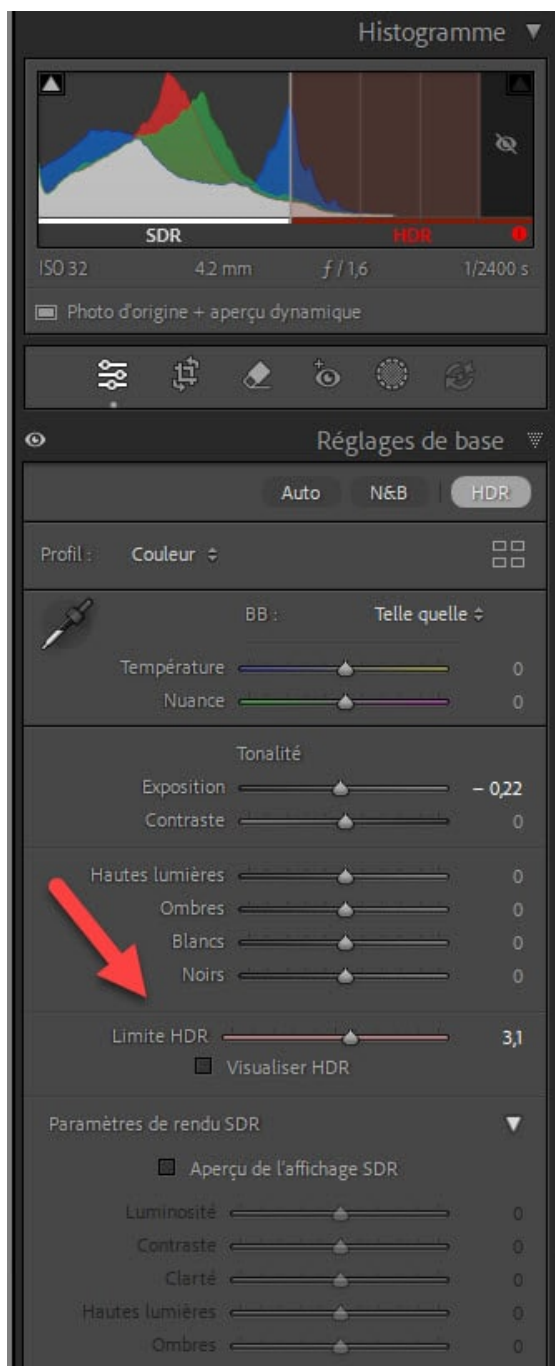 Histogramme
SDR HDR
ISO 32 4.2 mm ƒ / 1,6 1/2400 s
Photo d'origine + aperçu dynamique
Réglages de base
Auto N&B HDR
Profil : Couleur
BB : Telle quelle
Température 0
Nuance 0
Tonalité
Exposition – 0,22
Contraste 0
Hautes lumières 0
Ombres 0
Blancs 0
Noirs 0
Limite HDR 3,1
Visualiser HDR
Paramètres de rendu SDR
Aperçu de l'affichage SDR
Luminosité 0
Contraste 0
Clarté 0
Hautes lumières 0
Ombres 0